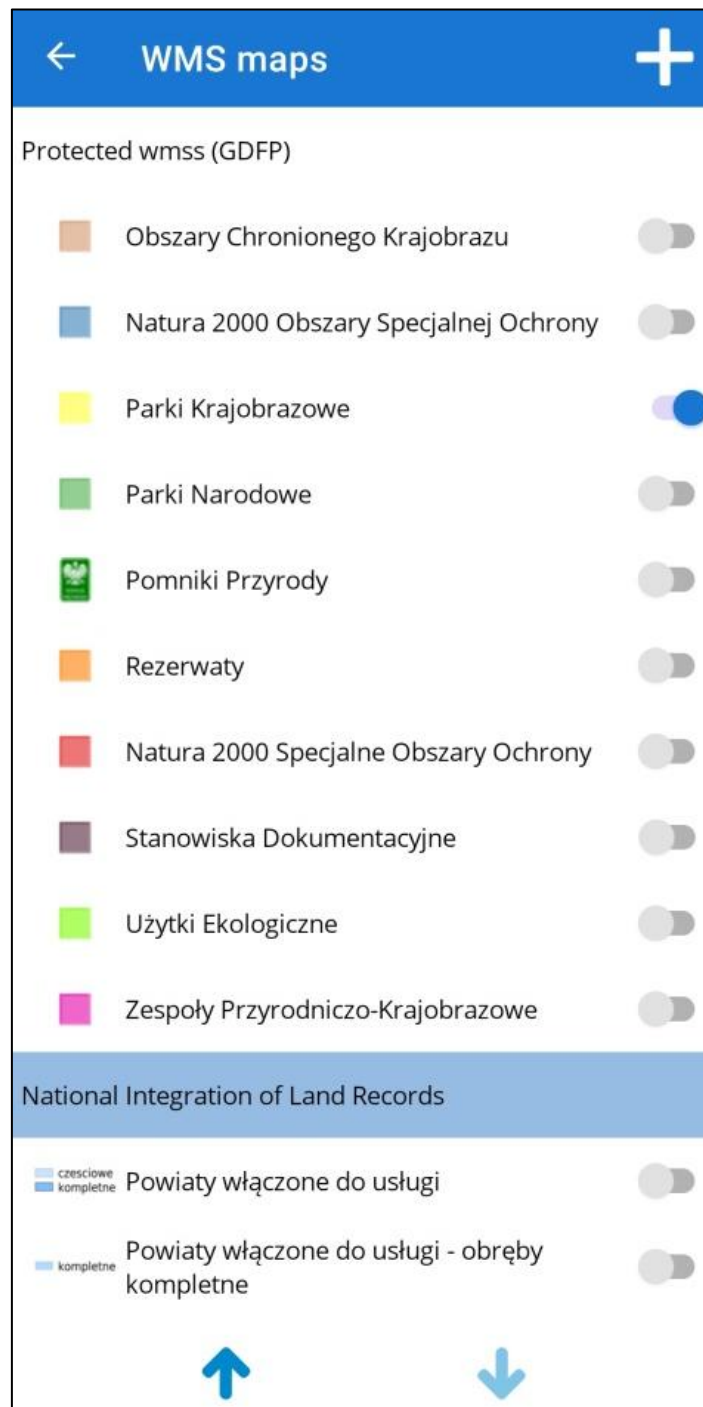 WMS maps
Protected wmss (GDFP)
Obszary Chronionego Krajobrazu
Natura 2000 Obszary Specjalnej Ochrony
Parki Krajobrazowe
Parki Narodowe
Pomniki Przyrody
Rezerwaty
Natura 2000 Specjalne Obszary Ochrony
Stanowiska Dokumentacyjne
Użytki Ekologiczne
Zespoły Przyrodniczo-Krajobrazowe
National Integration of Land Records
czesciowe
kompletne
Powiaty włączone do usługi
kompletne
Powiaty włączone do usługi - obręby
kompletne